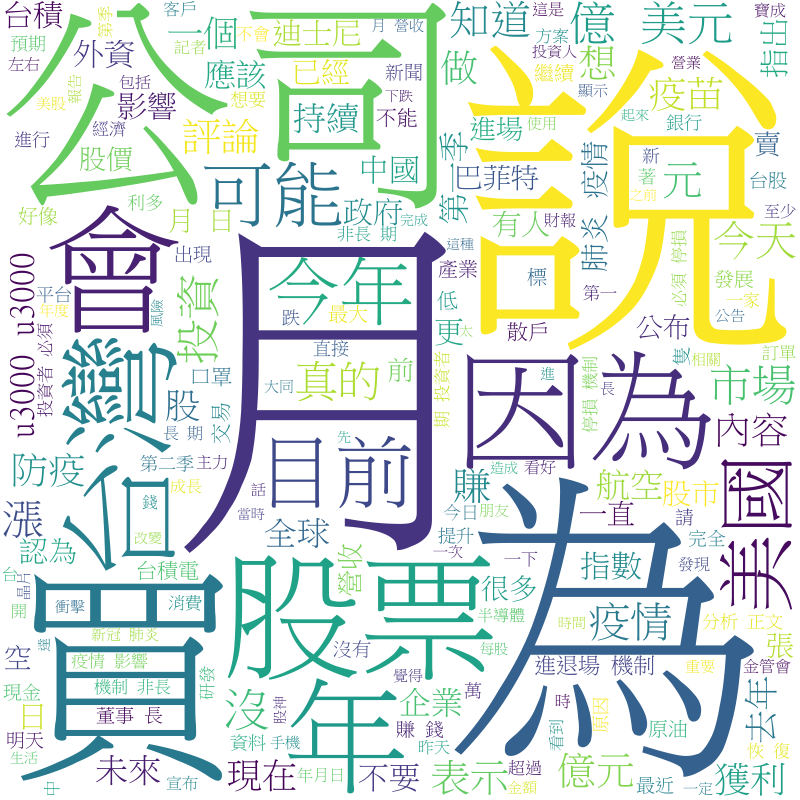 台積
客戶
這是
寶成
預期
一個
不會
月 營收
方案
知道
億
美元
指出
左右
外資
迪士尼
記者
投資人
營業
報告
包括
應該
已經
新聞
做
繼續
想
美股
影響
想要
下跌
顯示
疫苗
公司
說
進行
經濟
評論
持續
不能
進場
使用
起來
銀行
股價
可能
中國
第一季
巴菲特
疫情
新
賣
元
著
台股
好像
利多
月 日
政府
完成
非長 期
有人
財報
肺炎
之前
至少
今天
會
u3000 u3000
出現
今年
這種
產業
標
第一
必須 停損
發展
一家
平台
年度
投資
風險
跌
最大
低
更
太
散戶
公布
公告
投資者 必須
台灣
月
直接
隻
相關
訂單
口罩
真的
前
因為
市場
股
大同
期 投資者
進
長
停損 機制
長 期
交易
目前
先
內容
防疫
第二季
主力
造成
看好
賺
航空
股市
美國
漲
錢
成長
話
今日
朋友
一直
請
當時
全球
提升
完全
認為
改變
台積電
一次
一下
指數
發現
台
晶片
買
股票
營收
很多
半導體
為
開
衝擊
消費
疫情
分析 正文
張
新冠 肺炎
沒有
時間
空
疫情 影響
研發
每股
進退場 機制
重要
金管會
現金
機制 非長
覺得
萬
時
去年
日
董事 長
沒
年
企業
股神
賺 錢
看到
原因
原油
恢 復
明天
資料
手機
昨天
生活
未來
現在
不要
表示
超過
億元
獲利
中
宣布
年月日
金額
最近
一定